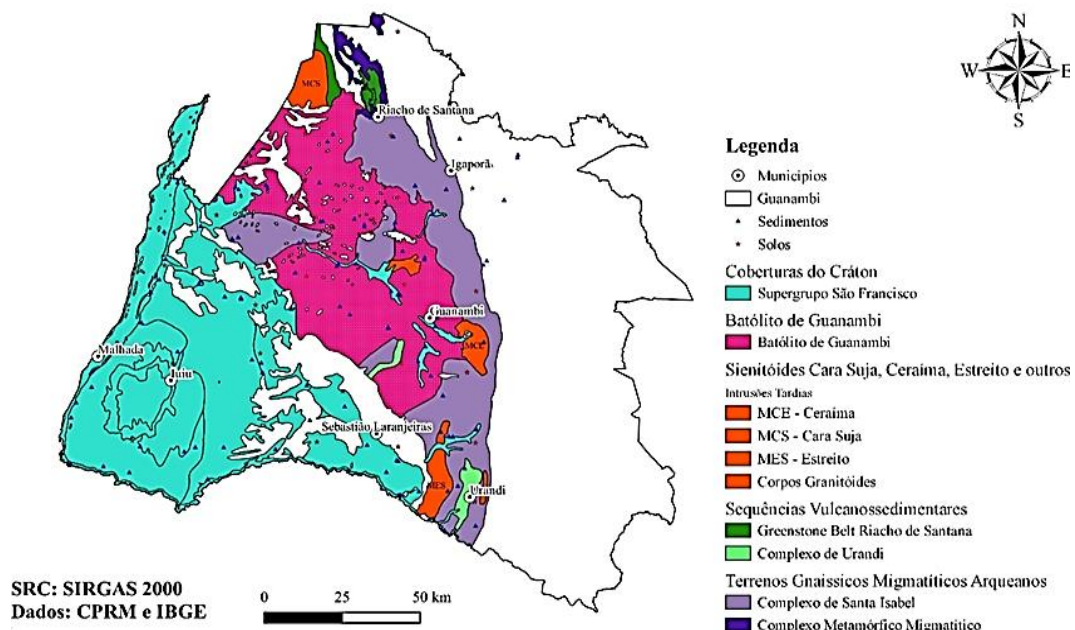 N
W E
S
MCS
Riacho de Santana
Igaporã
Guanambi
MCE
Malhada
Iuiu
Sebastião Laranjeiras
MES
Urandi
Legenda
Municipios
Guanambi
Sedimentos
Solos
Coberturas do Cráton
Supergrupo São Francisco
Batólito de Guanambi
Batólito de Guanambi
Sienitóides Cara Suja, Ceraíma, Estreito e outros
Intrusões Tardias
MCE - Ceraíma
MCS - Cara Suja
MES - Estreito
Corpos Granitóides
Sequências Vulcanossedimentares
Greenstone Belt Riacho de Santana
Complexo de Urandi
Terrenos Gnaissicos Migmatíticos Arqueanos
Complexo de Santa Isabel
Complexo Metamórfico Migmatítico
SRC: SIRGAS 2000
Dados: CPRM e IBGE
0 25 50 km